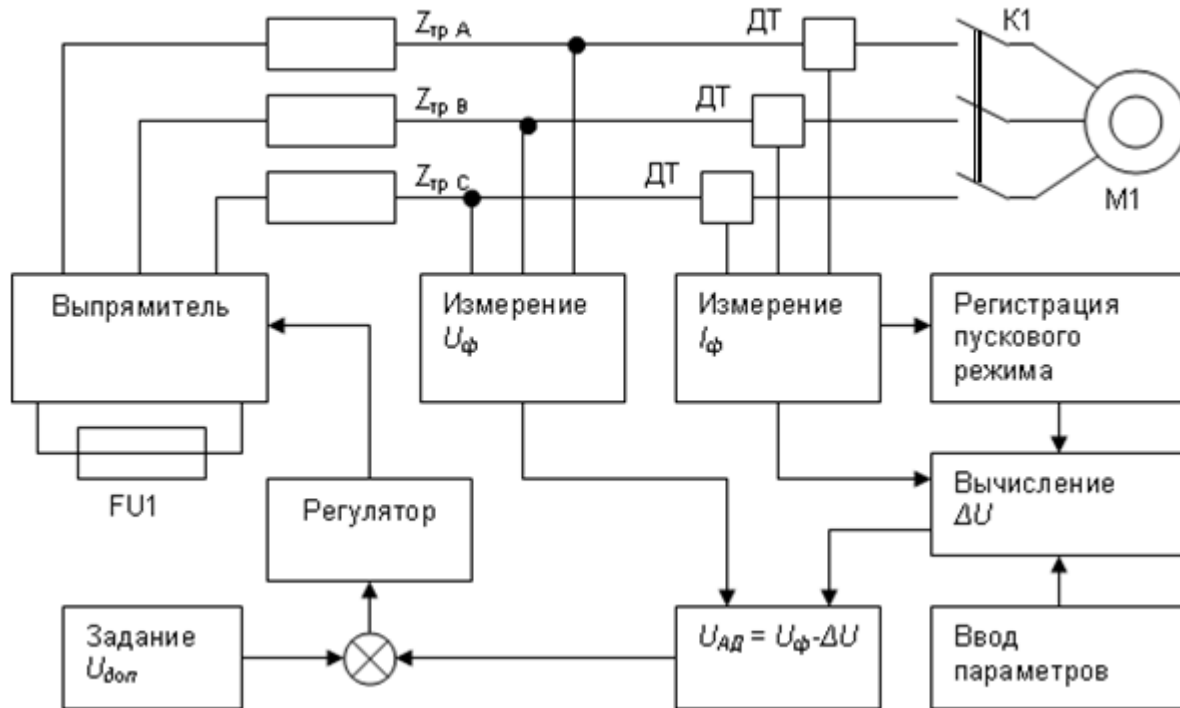 Zтр A
ДТ
К1
Zтр B
ДТ
Zтр C
ДТ
М1
Выпрямитель
Измерение
Uф
Измерение
Iф
Регистрация
пускового
режима
FU1
Регулятор
Вычисление
ΔU
Задание
Uдоп
UАД = Uф-ΔU
Ввод
параметров